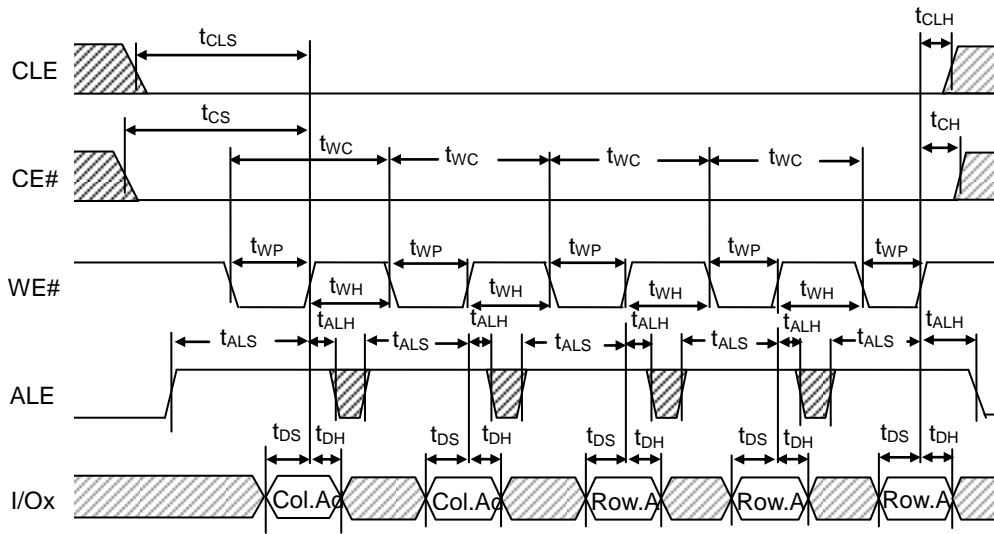 tCLS tCLH
CLE
tCS tCH
tWC tWC tWC tWC
CE#
tWP tWP tWP tWP tWP
WE#
tWH tWH tWH tWH
tALH tALH tALH tALH tALH
tALS tALS tALS tALS tALS
ALE
tDS tDH tDS tDH tDS tDH tDS tDH tDS tDH
I/Ox Col.Ad Col.Ad Row.A Row.A Row.A